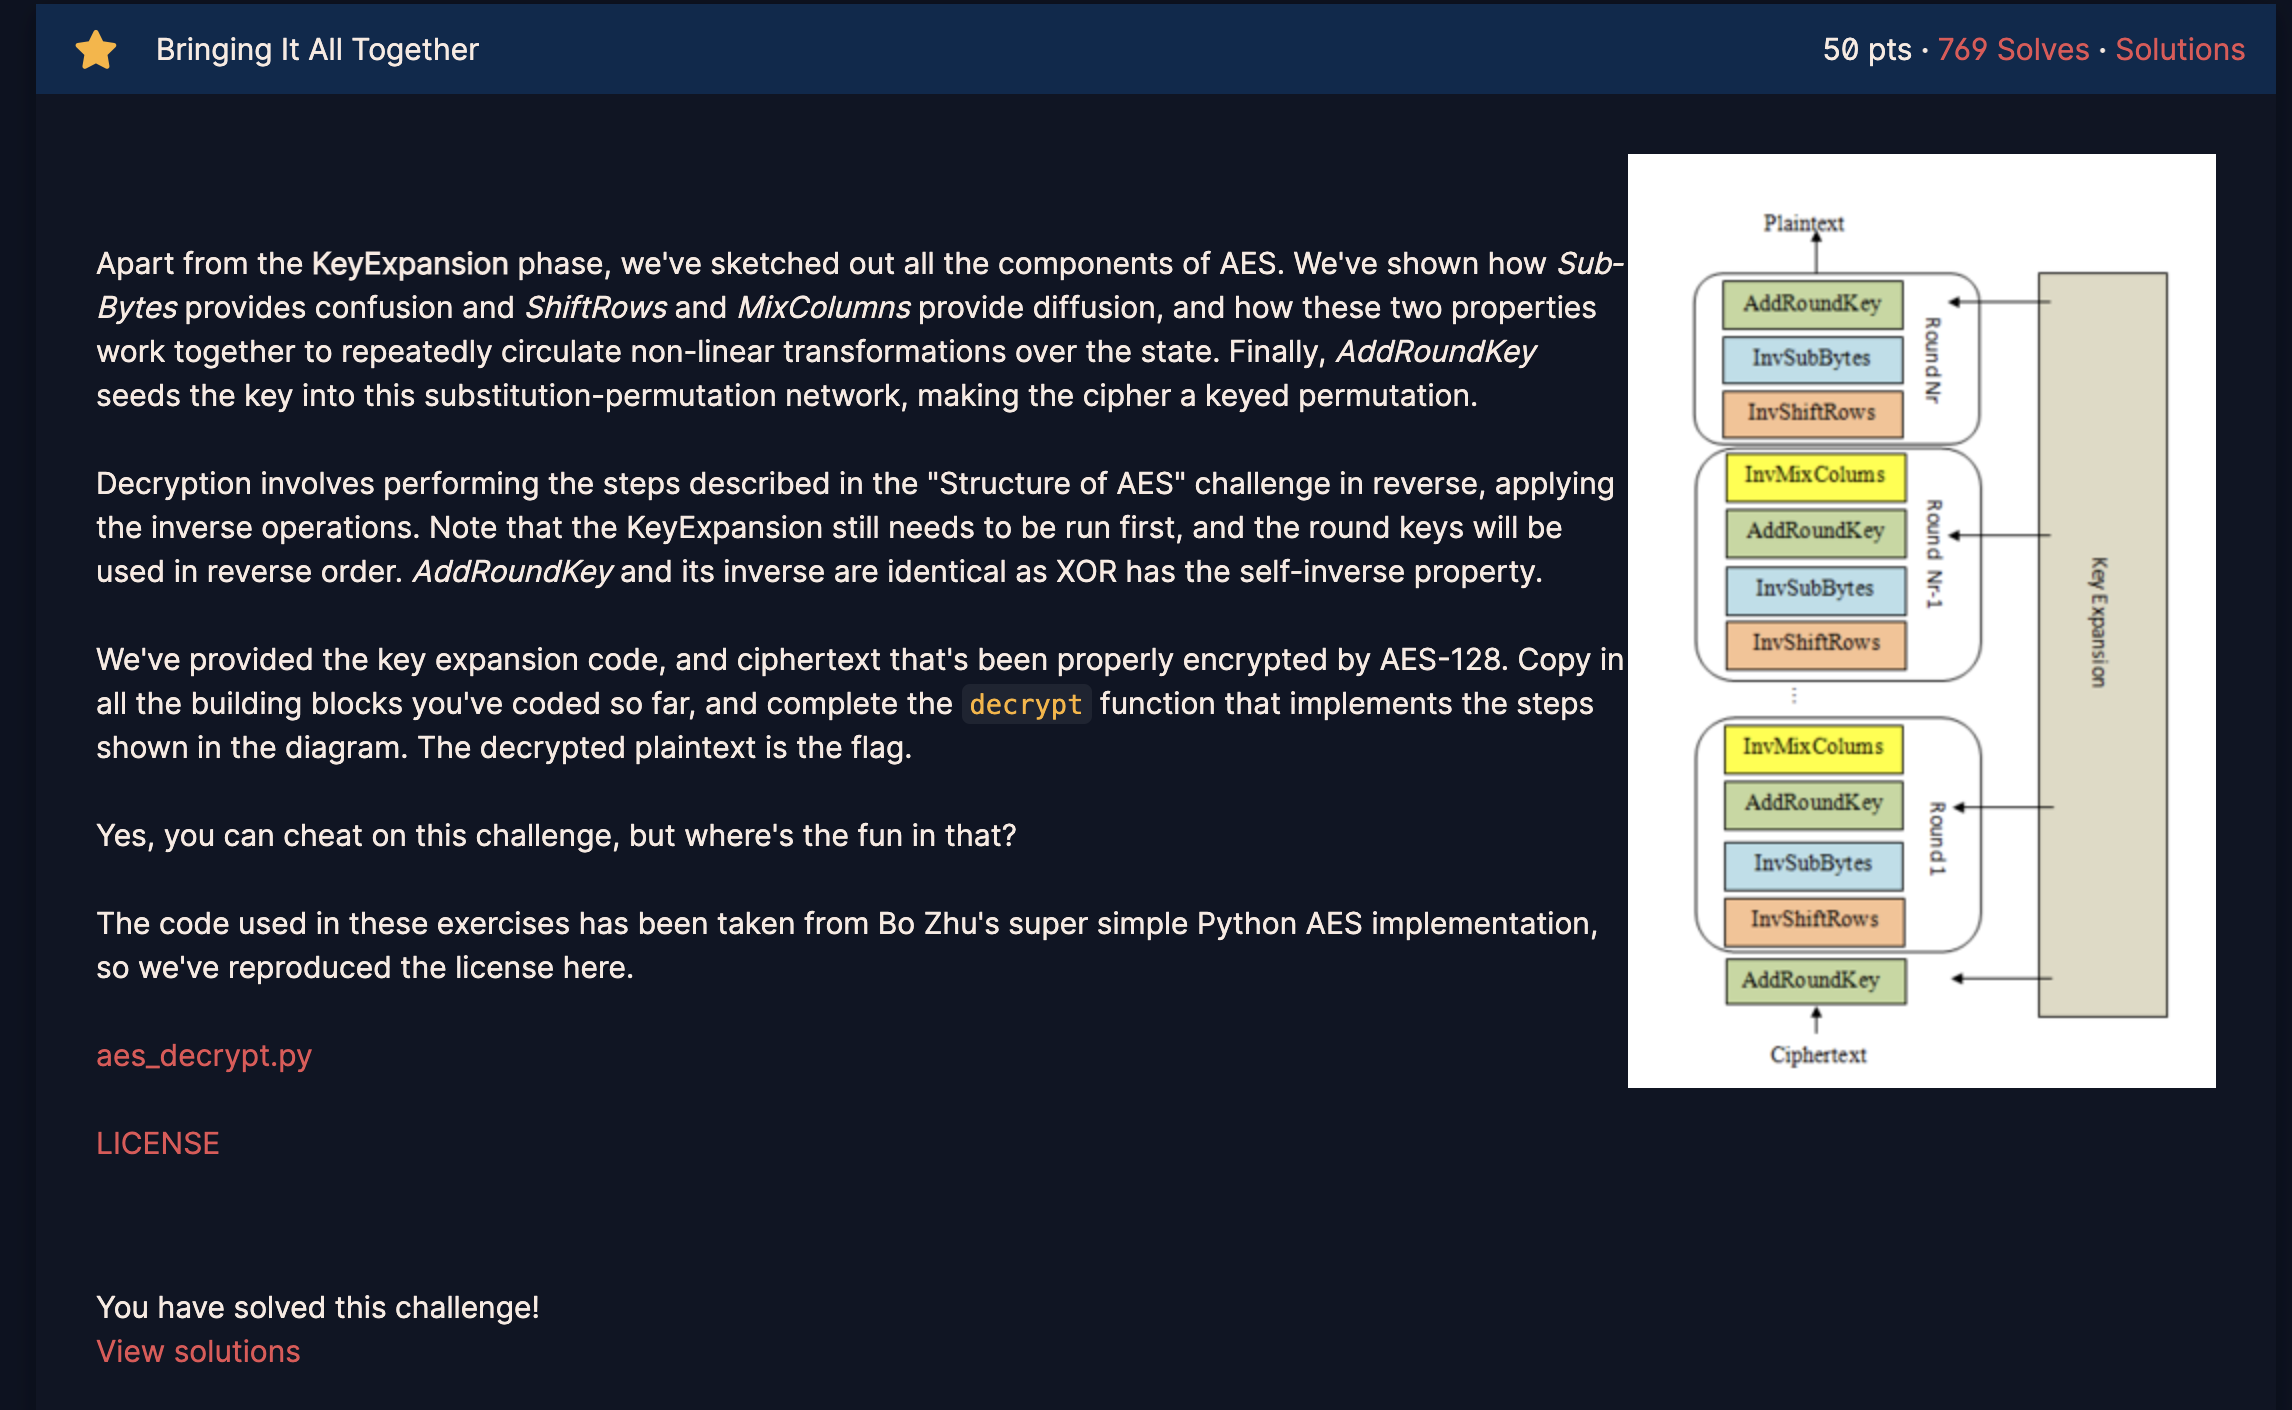 Bringing It All Together
50 pts · 769 Solves · Solutions
Apart from the KeyExpansion phase, we've sketched out all the components of AES. We've shown how Sub-
Bytes provides confusion and ShiftRows and MixColumns provide diffusion, and how these two properties
work together to repeatedly circulate non-linear transformations over the state. Finally, AddRoundKey
seeds the key into this substitution-permutation network, making the cipher a keyed permutation.
Decryption involves performing the steps described in the "Structure of AES" challenge in reverse, applying
the inverse operations. Note that the KeyExpansion still needs to be run first, and the round keys will be
used in reverse order. AddRoundKey and its inverse are identical as XOR has the self-inverse property.
We've provided the key expansion code, and ciphertext that's been properly encrypted by AES-128. Copy in
all the building blocks you've coded so far, and complete the decrypt function that implements the steps
shown in the diagram. The decrypted plaintext is the flag.
Yes, you can cheat on this challenge, but where's the fun in that?
The code used in these exercises has been taken from Bo Zhu's super simple Python AES implementation,
so we've reproduced the license here.
aes_decrypt.py
LICENSE
You have solved this challenge!
View solutions
Plaintext
AddRoundKey
InvSubBytes
InvShiftRows
Round Nr
InvMixColums
AddRoundKey
InvSubBytes
InvShiftRows
Round Nr-1
...
InvMixColums
AddRoundKey
InvSubBytes
InvShiftRows
Round 1
AddRoundKey
Ciphertext
Key Expansion